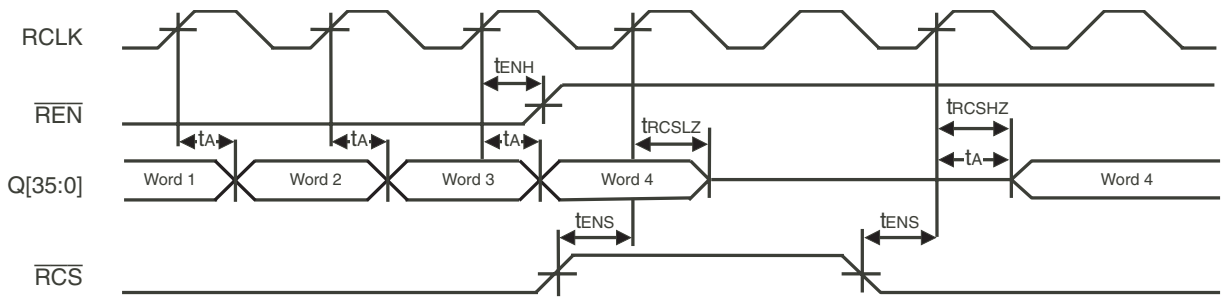 RCLK
tENH
REN
tRCSLZ
tRCSHZ
tA tA tA tA
Q[35:0] Word 1 Word 2 Word 3 Word 4 Word 4
tENS tENS
RCS